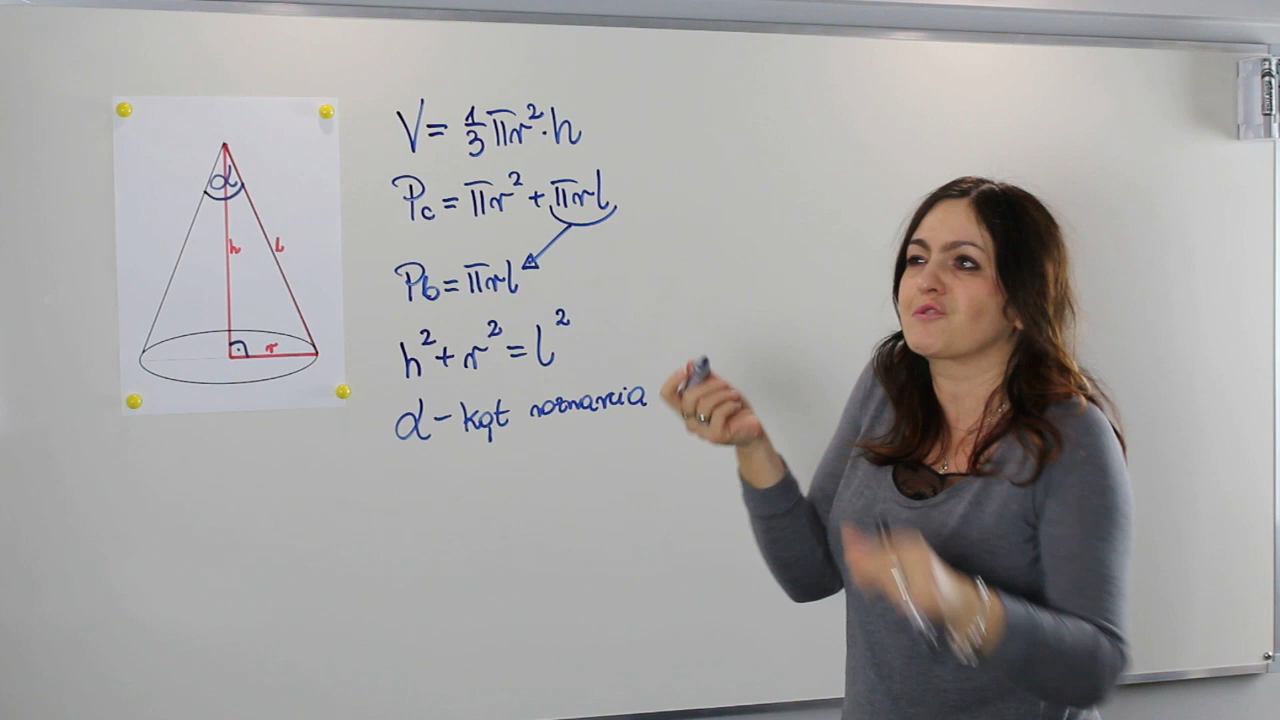 α
h
l
r
V = 1/3 πr²·h
Pc = πr² + πrl
Pb = πrl
h² + r² = l²
α - kąt rozwarcia